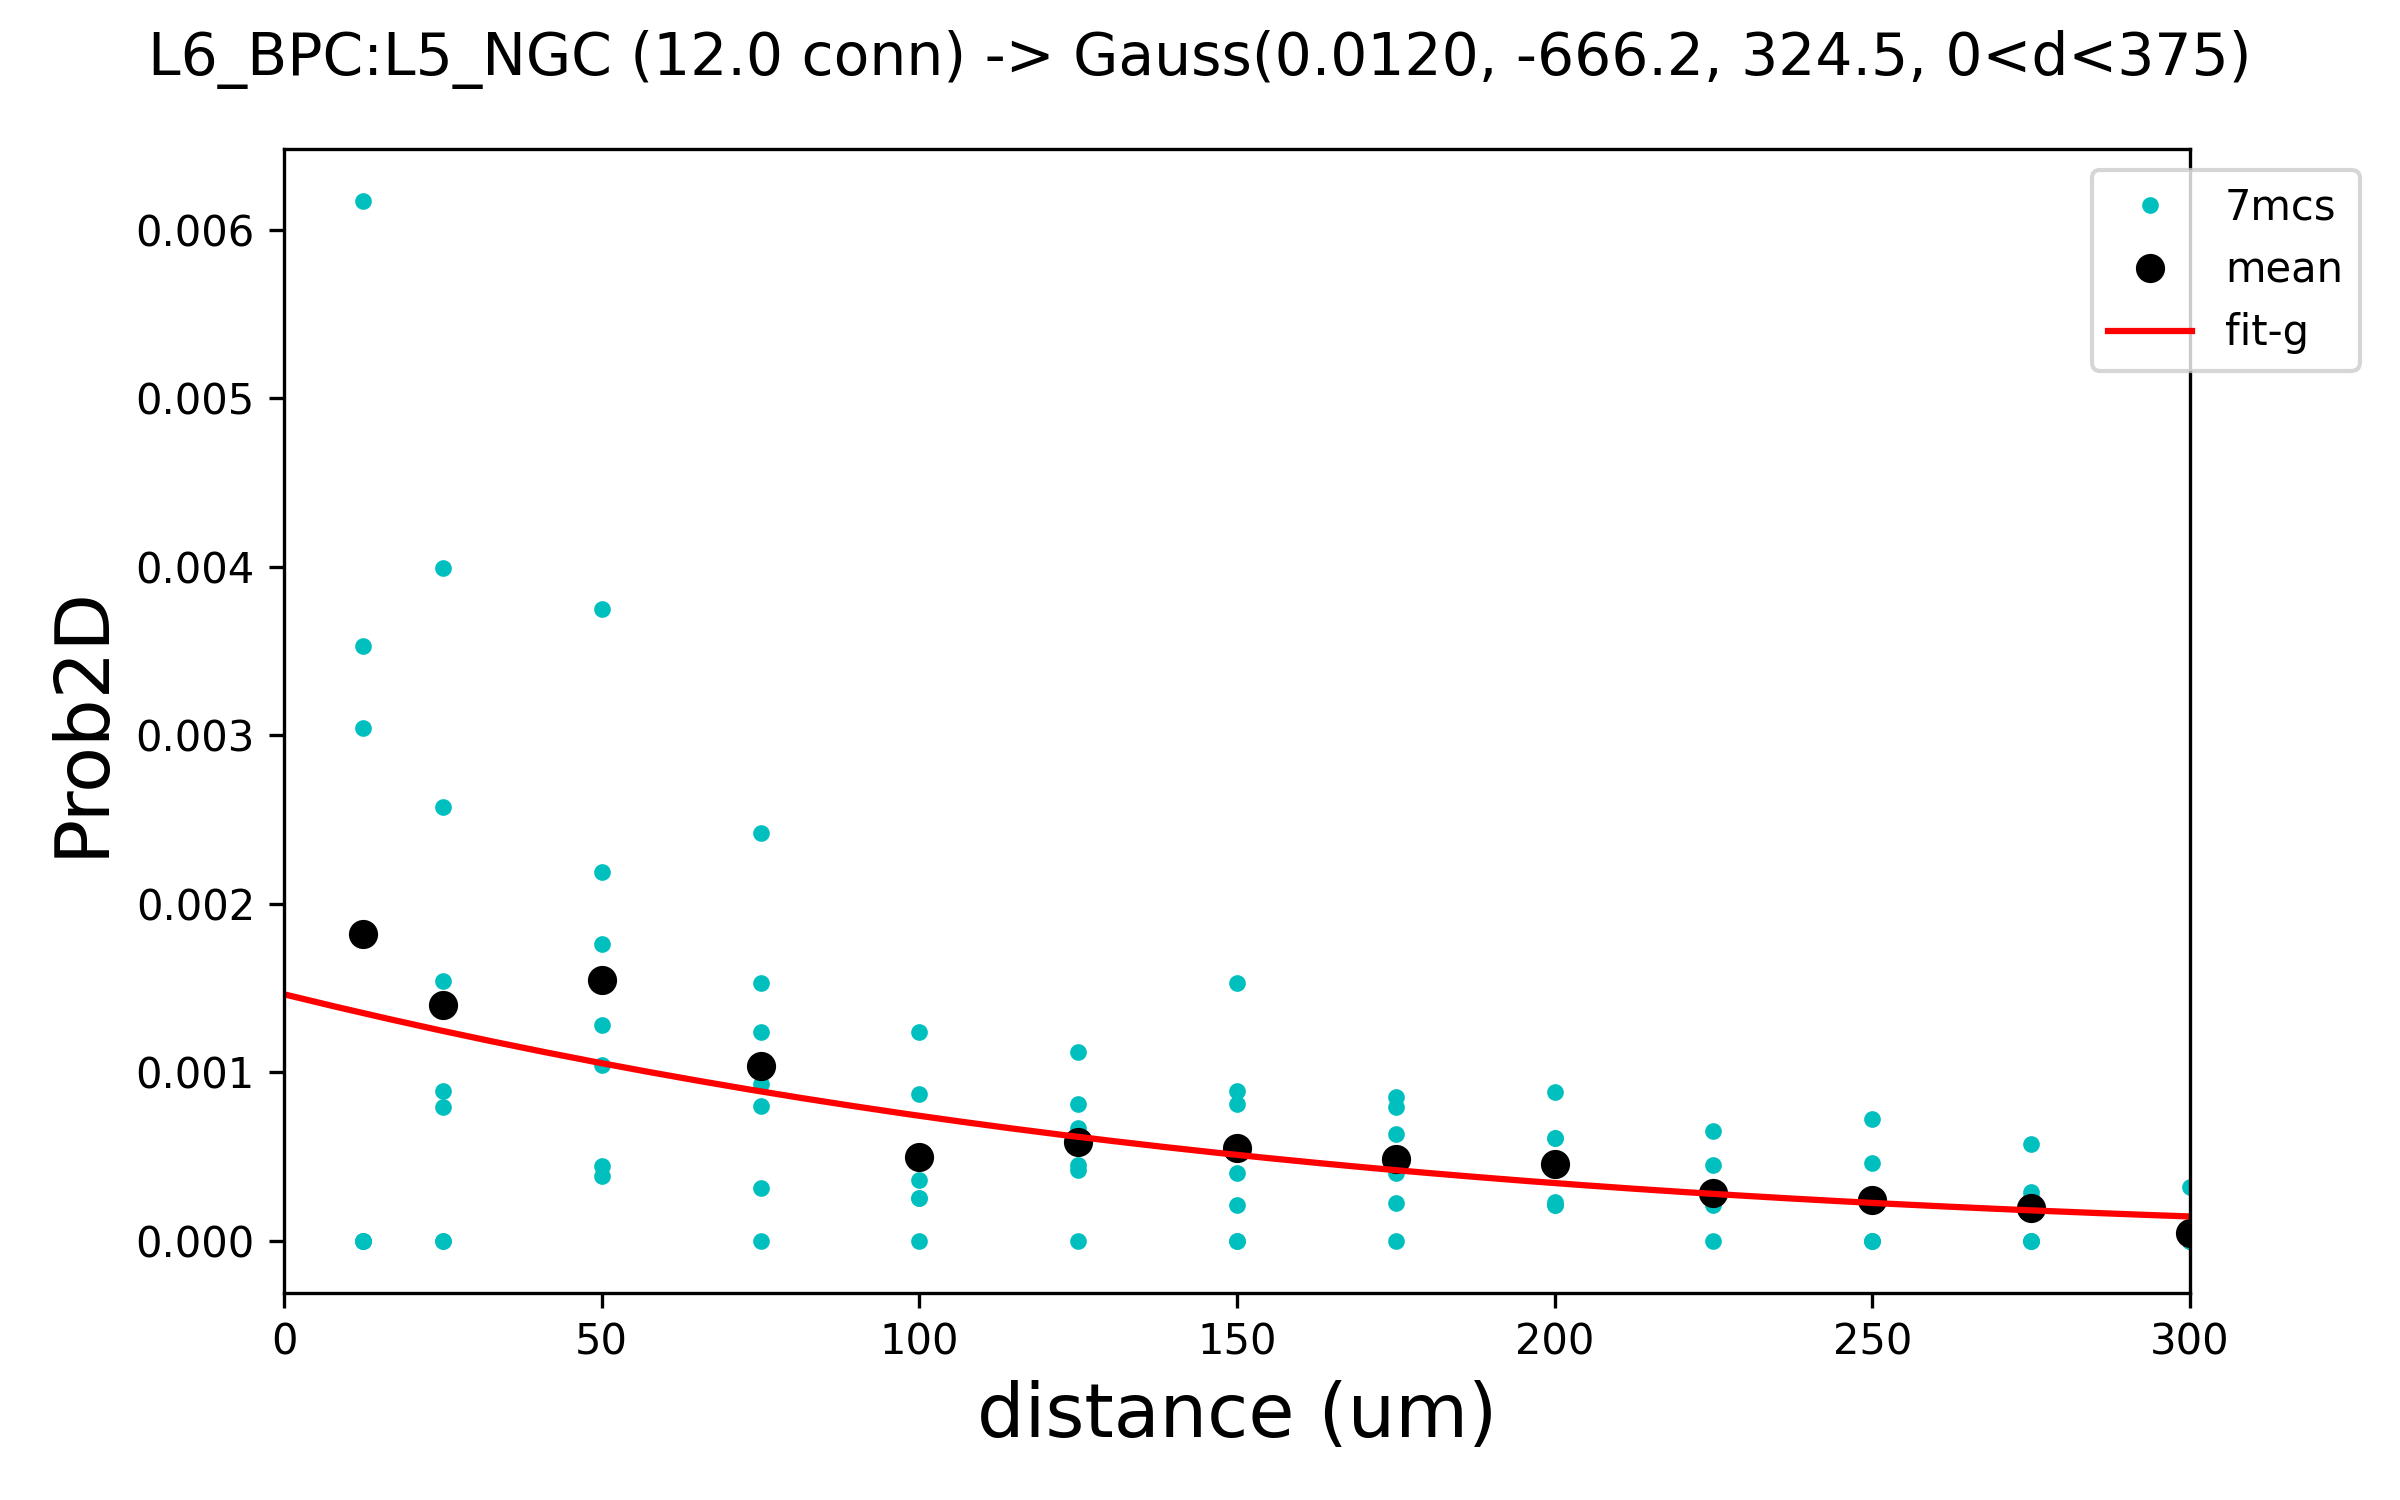 L6_BPC:L5_NGC (12.0 conn) -> Gauss(0.0120, -666.2, 324.5, 0<d<375)
7mcs
mean
fit-g
Prob2D
0.006
0.005
0.004
0.003
0.002
0.001
0.000
0 50 100 150 200 250 300
distance (um)